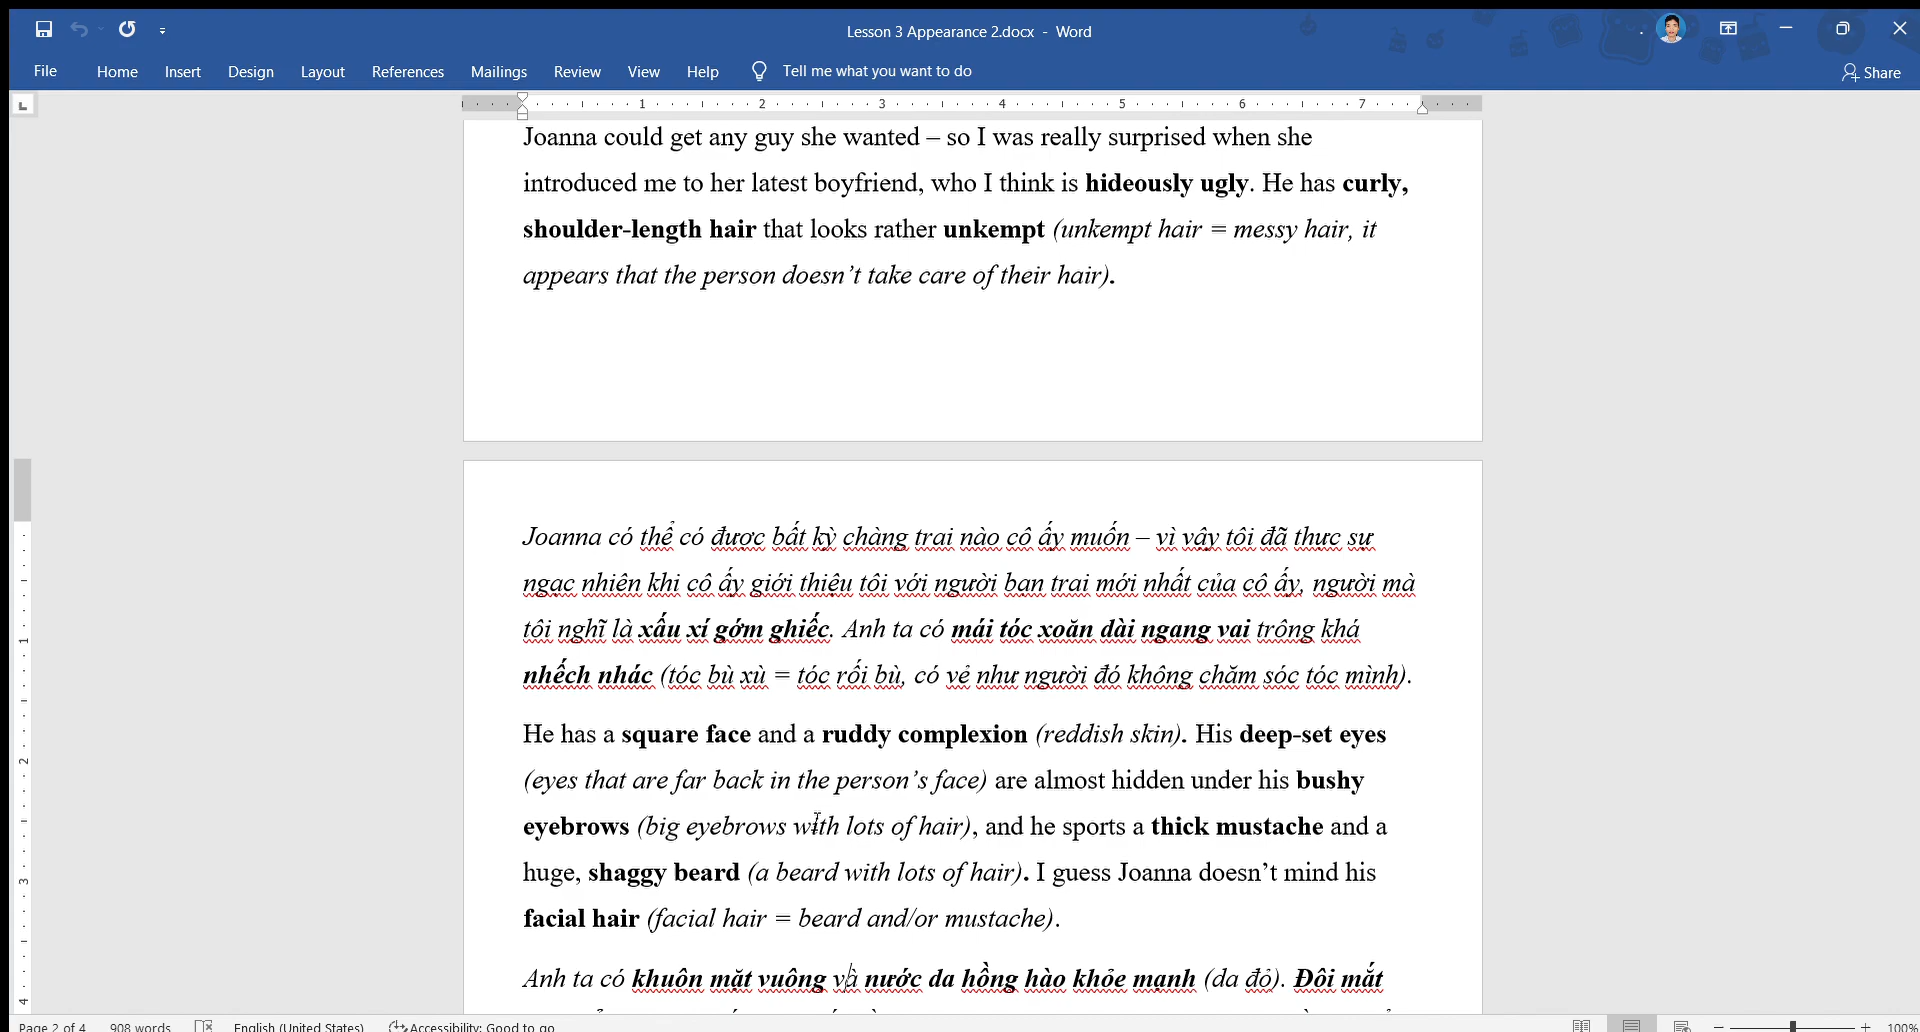 Lesson 3 Appearance 2.docx - Word
File Home Insert Design Layout References Mailings Review View Help Tell me what you want to do Share
1 2 3 4 5 6 7
Joanna could get any guy she wanted – so I was really surprised when she
introduced me to her latest boyfriend, who I think is hideously ugly. He has curly,
shoulder-length hair that looks rather unkempt (unkempt hair = messy hair, it
appears that the person doesn’t take care of their hair).
Joanna có thể có được bất kỳ chàng trai nào cô ấy muốn – vì vậy tôi đã thực sự
ngạc nhiên khi cô ấy giới thiệu tôi với người bạn trai mới nhất của cô ấy, người mà
tôi nghĩ là xấu xí gớm ghiếc. Anh ta có mái tóc xoăn dài ngang vai trông khá
nhếch nhác (tóc bù xù = tóc rối bù, có vẻ như người đó không chăm sóc tóc mình).
He has a square face and a ruddy complexion (reddish skin). His deep-set eyes
(eyes that are far back in the person’s face) are almost hidden under his bushy
eyebrows (big eyebrows with lots of hair), and he sports a thick mustache and a
huge, shaggy beard (a beard with lots of hair). I guess Joanna doesn’t mind his
facial hair (facial hair = beard and/or mustache).
Anh ta có khuôn mặt vuông và nước da hồng hào khỏe mạnh (da đỏ). Đôi mắt
1
2
3
4
Page 2 of 4 908 words English (United States) Accessibility: Good to go 100%